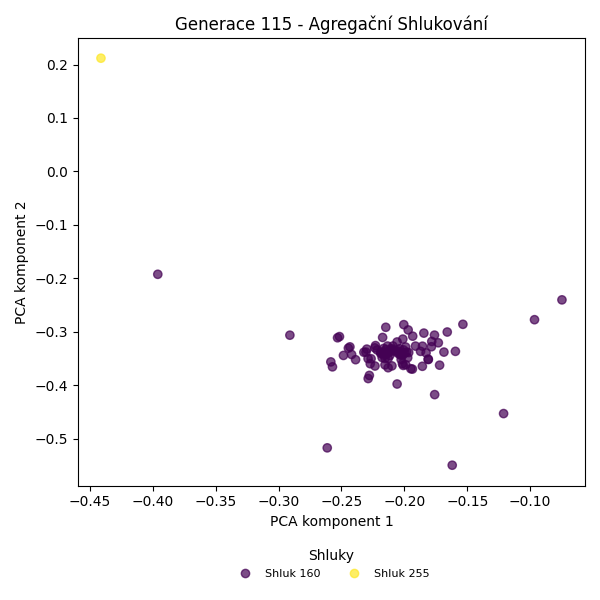 Generace 115 - Agregační Shlukování
0.2
0.1
0.0
−0.1
−0.2
−0.3
−0.4
−0.5
PCA komponent 2
−0.45 −0.40 −0.35 −0.30 −0.25 −0.20 −0.15 −0.10
PCA komponent 1
Shluky
Shluk 160 Shluk 255